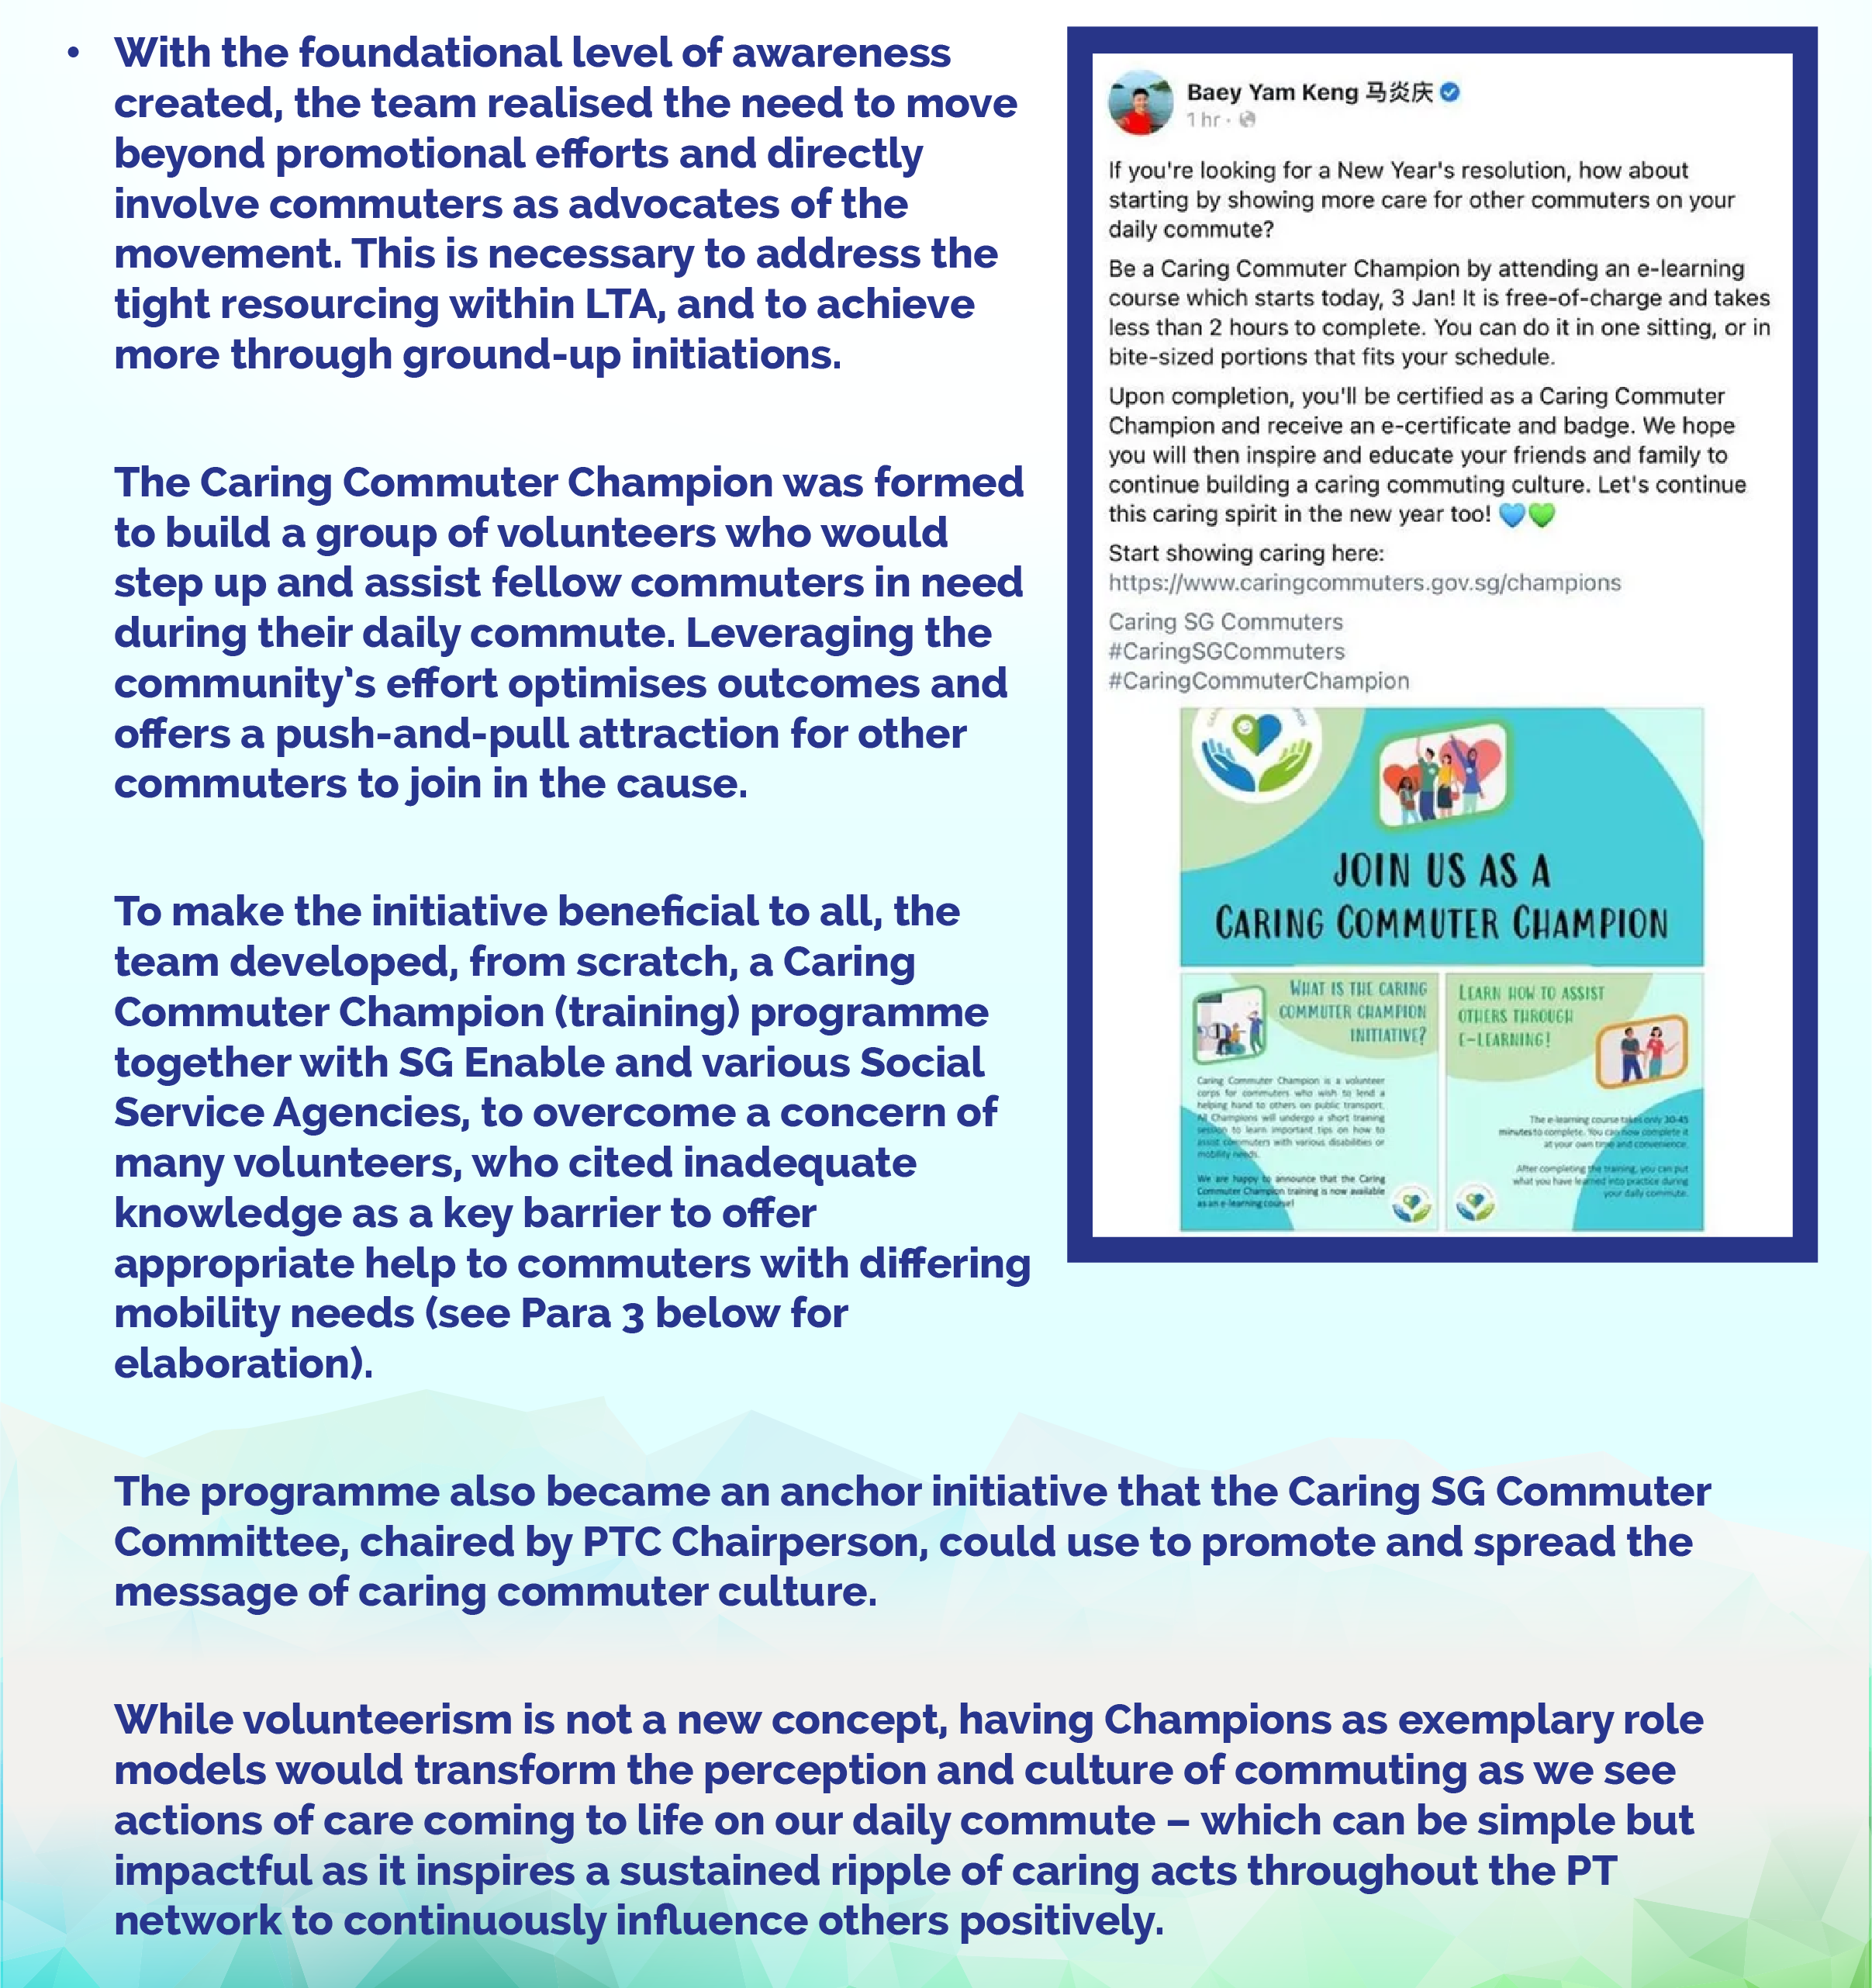 • With the foundational level of awareness
created, the team realised the need to move
beyond promotional efforts and directly
involve commuters as advocates of the
movement. This is necessary to address the
tight resourcing within LTA, and to achieve
more through ground-up initiations.
The Caring Commuter Champion was formed
to build a group of volunteers who would
step up and assist fellow commuters in need
during their daily commute. Leveraging the
community's effort optimises outcomes and
offers a push-and-pull attraction for other
commuters to join in the cause.
To make the initiative beneficial to all, the
team developed, from scratch, a Caring
Commuter Champion (training) programme
together with SG Enable and various Social
Service Agencies, to overcome a concern of
many volunteers, who cited inadequate
knowledge as a key barrier to offer
appropriate help to commuters with differing
mobility needs (see Para 3 below for
elaboration).
The programme also became an anchor initiative that the Caring SG Commuter
Committee, chaired by PTC Chairperson, could use to promote and spread the
message of caring commuter culture.
While volunteerism is not a new concept, having Champions as exemplary role
models would transform the perception and culture of commuting as we see
actions of care coming to life on our daily commute – which can be simple but
impactful as it inspires a sustained ripple of caring acts throughout the PT
network to continuously influence others positively.
Baey Yam Keng 马炎庆
1 hr ·
If you're looking for a New Year's resolution, how about
starting by showing more care for other commuters on your
daily commute?
Be a Caring Commuter Champion by attending an e-learning
course which starts today, 3 Jan! It is free-of-charge and takes
less than 2 hours to complete. You can do it in one sitting, or in
bite-sized portions that fits your schedule.
Upon completion, you'll be certified as a Caring Commuter
Champion and receive an e-certificate and badge. We hope
you will then inspire and educate your friends and family to
continue building a caring commuting culture. Let's continue
this caring spirit in the new year too! 💙💚
Start showing caring here:
https://www.caringcommuters.gov.sg/champions
Caring SG Commuters
#CaringSGCommuters
#CaringCommuterChampion
JOIN US AS A
CARING COMMUTER CHAMPION
WHAT IS THE CARING
COMMUTER CHAMPION
INITIATIVE?
Caring Commuter Champion is a volunteer
corps for commuters who wish to lend a
helping hand to others on public transport.
All Champions will undergo a short training
session to learn important tips on how to
assist commuters with various disabilities or
mobility needs.
We are happy to announce that the Caring
Commuter Champion training is now available
as an e-learning course!
LEARN HOW TO ASSIST
OTHERS THROUGH
E-LEARNING!
The e-learning course takes only 30-45
minutes to complete. You can now complete it
at your own time and convenience.
After completing the training, you can put
what you have learned into practice during
your daily commute.